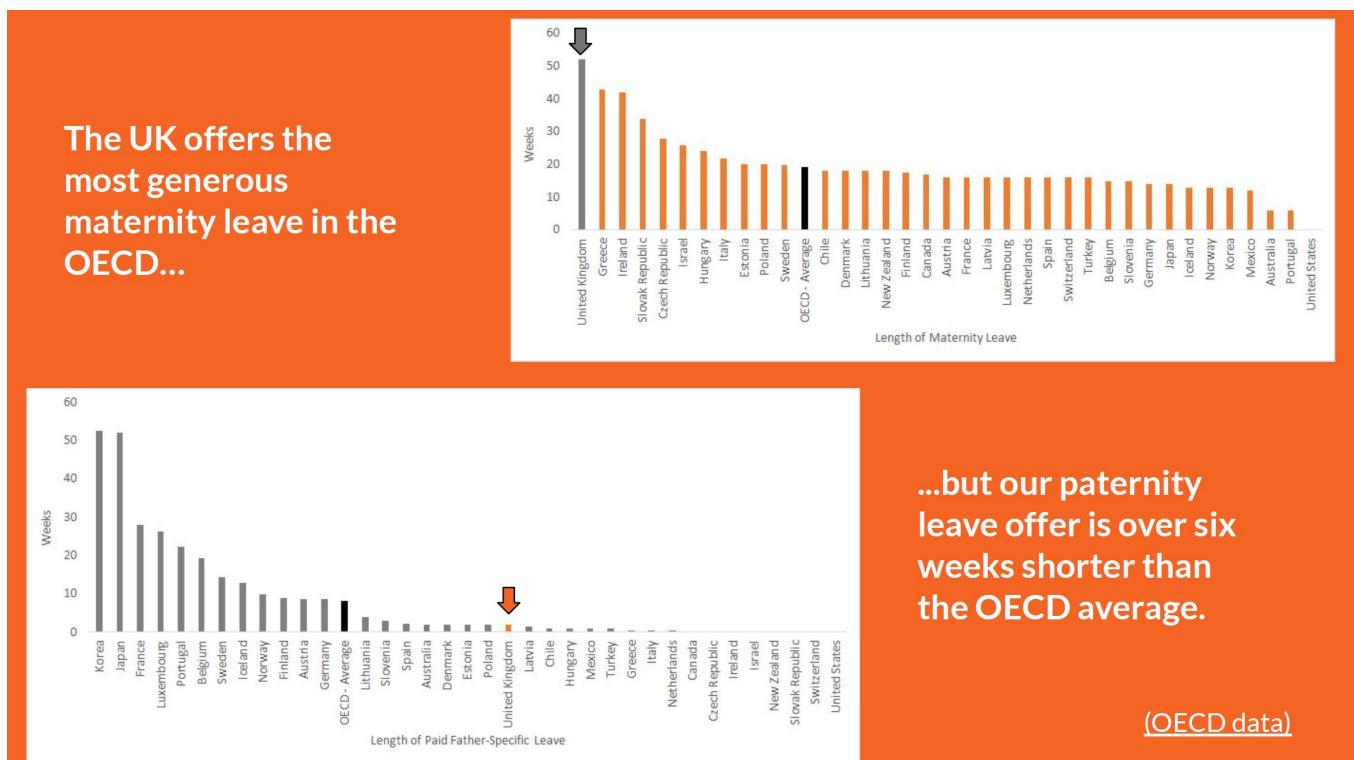 The UK offers the
most generous
maternity leave in the
OECD...
60
50
40
30
20
10
0
Weeks
United Kingdom
Greece
Ireland
Slovak Republic
Czech Republic
Israel
Hungary
Italy
Estonia
Poland
Sweden
OECD - Average
Chile
Denmark
Lithuania
New Zealand
Finland
Canada
Austria
France
Latvia
Luxembourg
Netherlands
Spain
Switzerland
Turkey
Belgium
Slovenia
Germany
Japan
Iceland
Norway
Korea
Mexico
Australia
Portugal
United States
Length of Maternity Leave
60
50
40
30
20
10
0
Weeks
Korea
Japan
France
Luxembourg
Portugal
Belgium
Sweden
Iceland
Norway
Finland
Austria
Germany
OECD - Average
Lithuania
Slovenia
Spain
Australia
Denmark
Estonia
Poland
United Kingdom
Latvia
Chile
Hungary
Mexico
Turkey
Greece
Italy
Netherlands
Canada
Czech Republic
Ireland
Israel
New Zealand
Slovak Republic
Switzerland
United States
Length of Paid Father-Specific Leave
...but our paternity
leave offer is over six
weeks shorter than
the OECD average.
(OECD data)